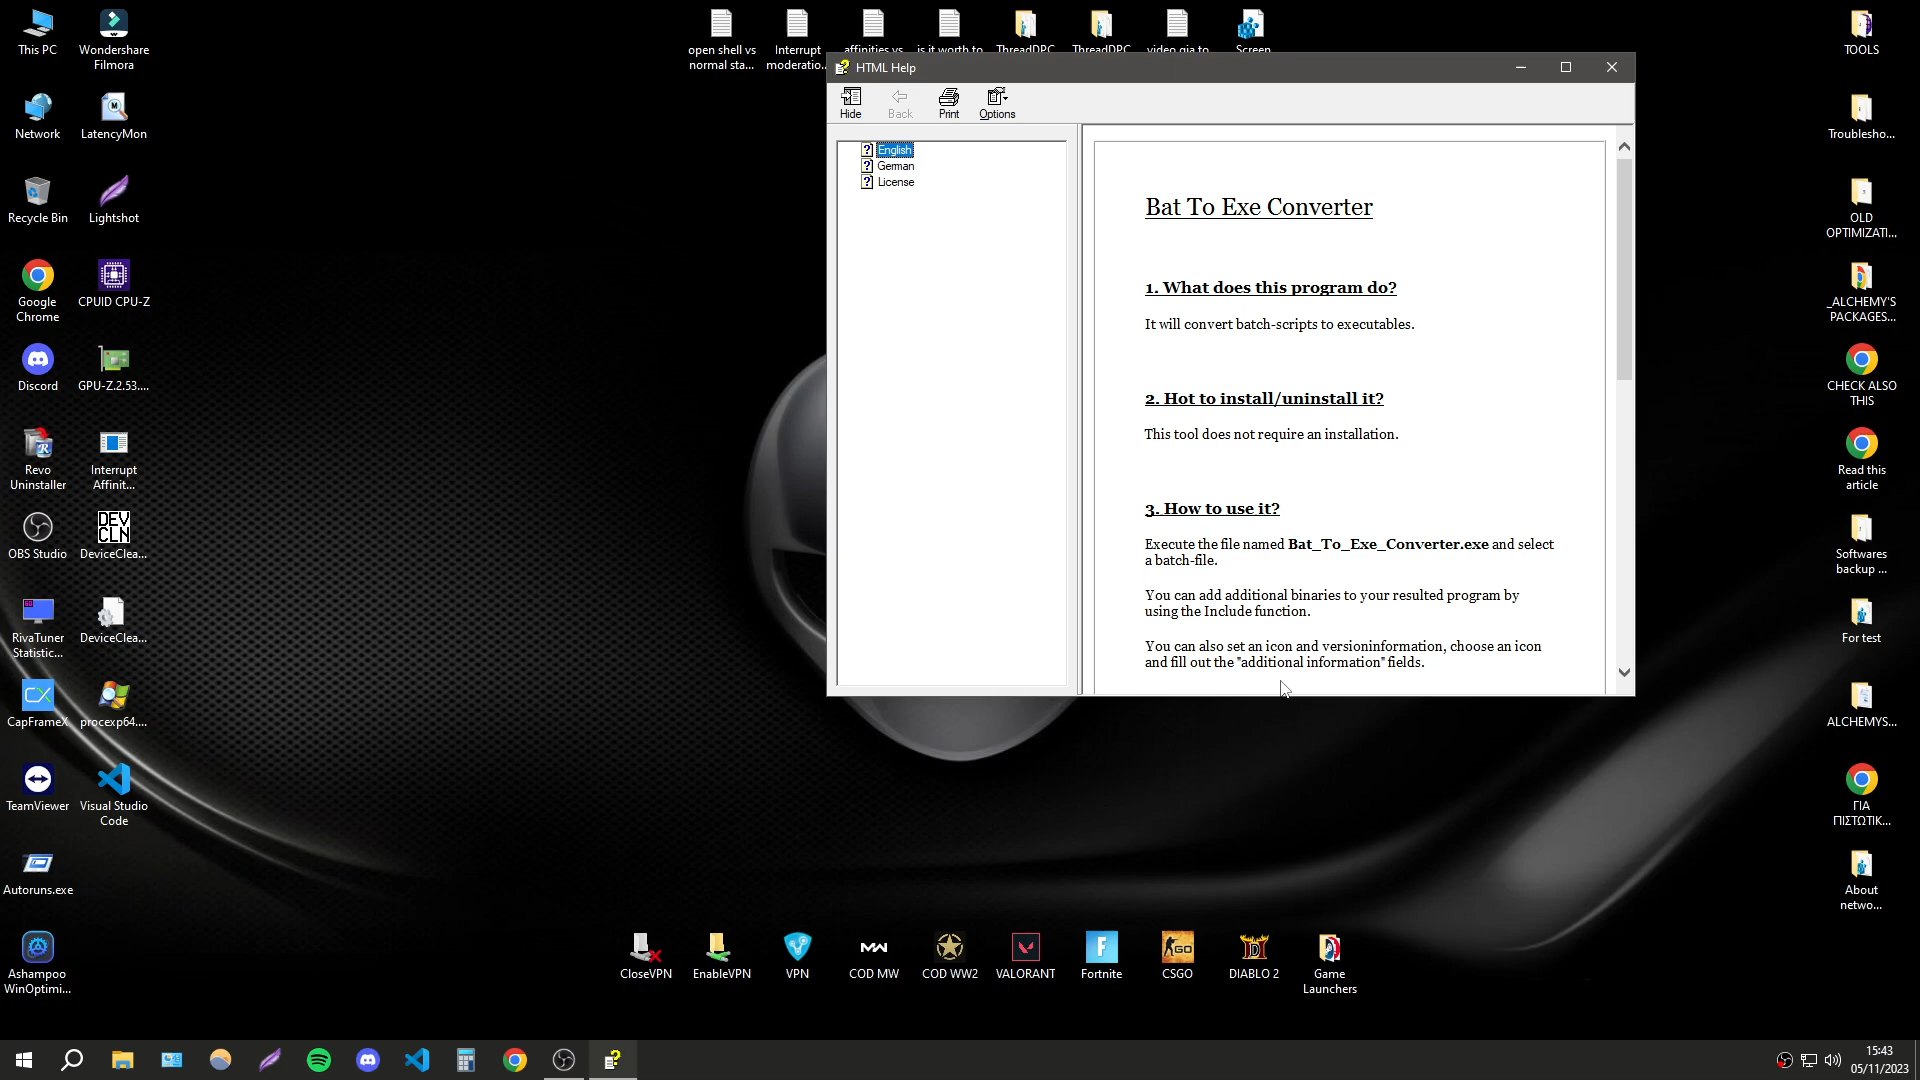 This PC
Wondershare
Filmora
Network
LatencyMon
Recycle Bin
Lightshot
Google
Chrome
CPUID CPU-Z
Discord
GPU-Z.2.53....
Revo
Uninstaller
Interrupt
Affinit...
OBS Studio
DEV
CLN
DeviceClea...
RivaTuner
Statistic...
DeviceClea...
CX
CapFrameX
procexp64....
TeamViewer
Visual Studio
Code
Autoruns.exe
Ashampoo
WinOptimi...
open shell vs
normal sta...
Interrupt
moderatio...
affinities vs
is it worth to
ThreadDPC
ThreadDPC
video gia to
Screen
HTML Help
Hide
Back
Print
Options
English
German
License
Bat To Exe Converter
1. What does this program do?
It will convert batch-scripts to executables.
2. Hot to install/uninstall it?
This tool does not require an installation.
3. How to use it?
Execute the file named Bat_To_Exe_Converter.exe and select
a batch-file.
You can add additional binaries to your resulted program by
using the Include function.
You can also set an icon and versioninformation, choose an icon
and fill out the "additional information" fields.
TOOLS
Troublesho...
OLD
OPTIMIZATI...
_ALCHEMY'S
PACKAGES...
CHECK ALSO
THIS
Read this
article
Softwares
backup ...
For test
ALCHEMYS...
ΓΙΑ
ΠΙΣΤΩΤΙΚ...
About
netwo...
CloseVPN
EnableVPN
VPN
COD MW
COD WW2
VALORANT
Fortnite
CSGO
DIABLO 2
Game
Launchers
15:43
05/11/2023